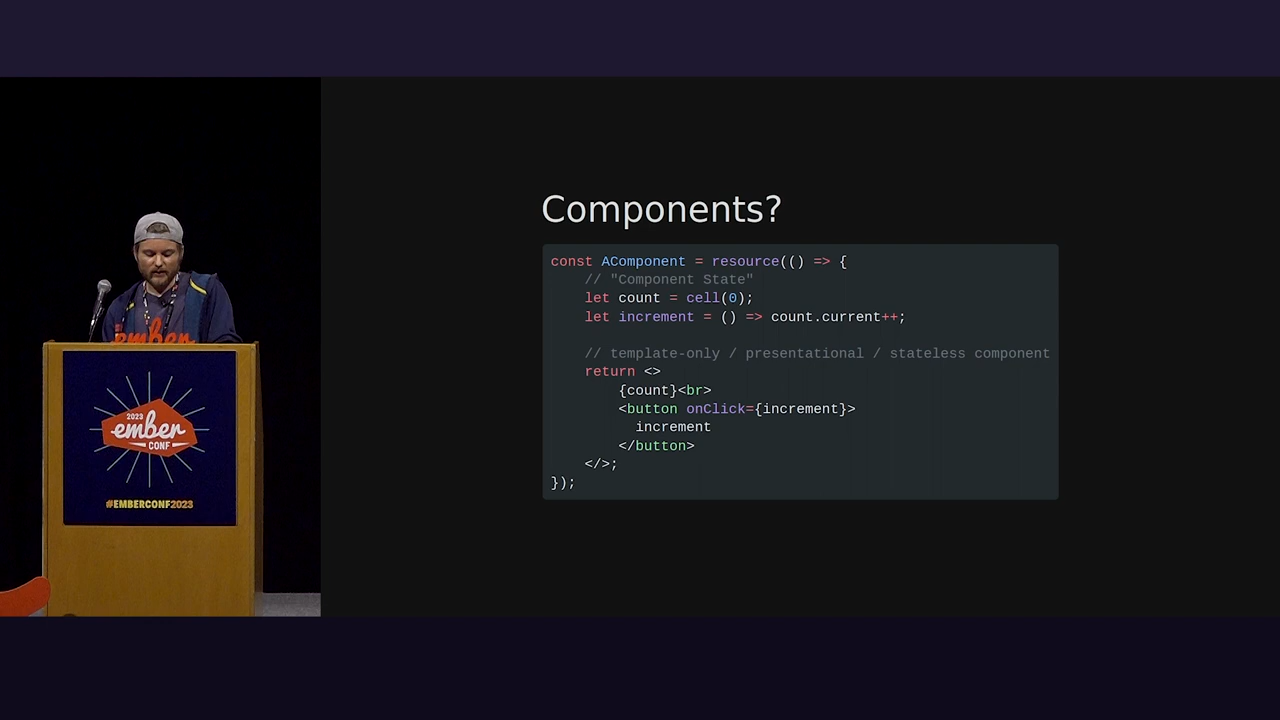 Components?
const AComponent = resource(() => {
    // "Component State"
    let count = cell(0);
    let increment = () => count.current++;

    // template-only / presentational / stateless component
    return <>
        {count}<br>
        <button onClick={increment}>
          increment
        </button>
    </>;
});
ember
2023
ember
CONF
#EMBERCONF2023